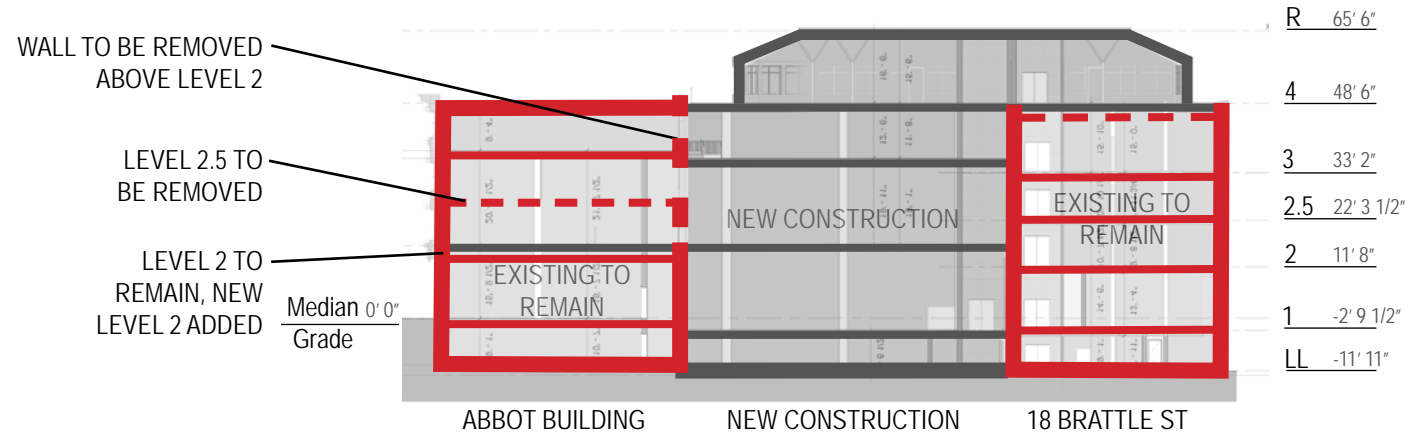 WALL TO BE REMOVED
ABOVE LEVEL 2
LEVEL 2.5 TO
BE REMOVED
LEVEL 2 TO
REMAIN, NEW
LEVEL 2 ADDED
Median 0' 0"
Grade
EXISTING TO
REMAIN
NEW CONSTRUCTION
EXISTING TO
REMAIN
R 65' 6"
4 48' 6"
3 33' 2"
2.5 22' 3 1/2"
2 11' 8"
1 -2' 9 1/2"
LL -11' 11"
ABBOT BUILDING
NEW CONSTRUCTION
18 BRATTLE ST